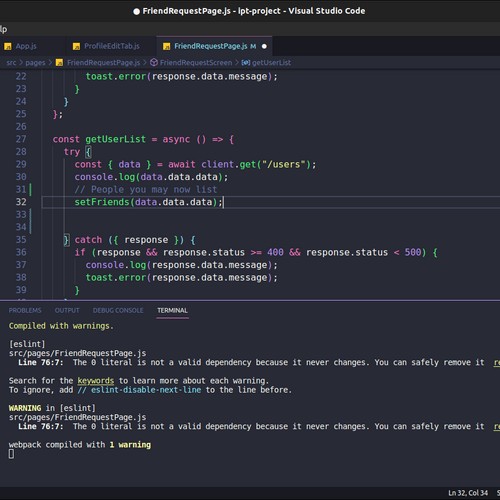 FriendRequestPage.js - ipt-project - Visual Studio Code
lp
App.js ProfileEditTab.js FriendRequestPage.js M
src › pages › FriendRequestPage.js › FriendRequestScreen › getUserList
22 toast.error(response.data.message);
23 }
24 }
25 };
26
27 const getUserList = async () => {
28 try {
29 const { data } = await client.get("/users");
30 console.log(data.data.data);
31 // People you may now list
32 setFriends(data.data.data);
33
34
35 } catch ({ response }) {
36 if (response && response.status >= 400 && response.status < 500) {
37 console.log(response.data.message);
38 toast.error(response.data.message);
39 }
PROBLEMS OUTPUT DEBUG CONSOLE TERMINAL
Compiled with warnings.
[eslint]
src/pages/FriendRequestPage.js
Line 76:7: The 0 literal is not a valid dependency because it never changes. You can safely remove it re
Search for the keywords to learn more about each warning.
To ignore, add // eslint-disable-next-line to the line before.
WARNING in [eslint]
src/pages/FriendRequestPage.js
Line 76:7: The 0 literal is not a valid dependency because it never changes. You can safely remove it re
webpack compiled with 1 warning
Ln 32, Col 34 S